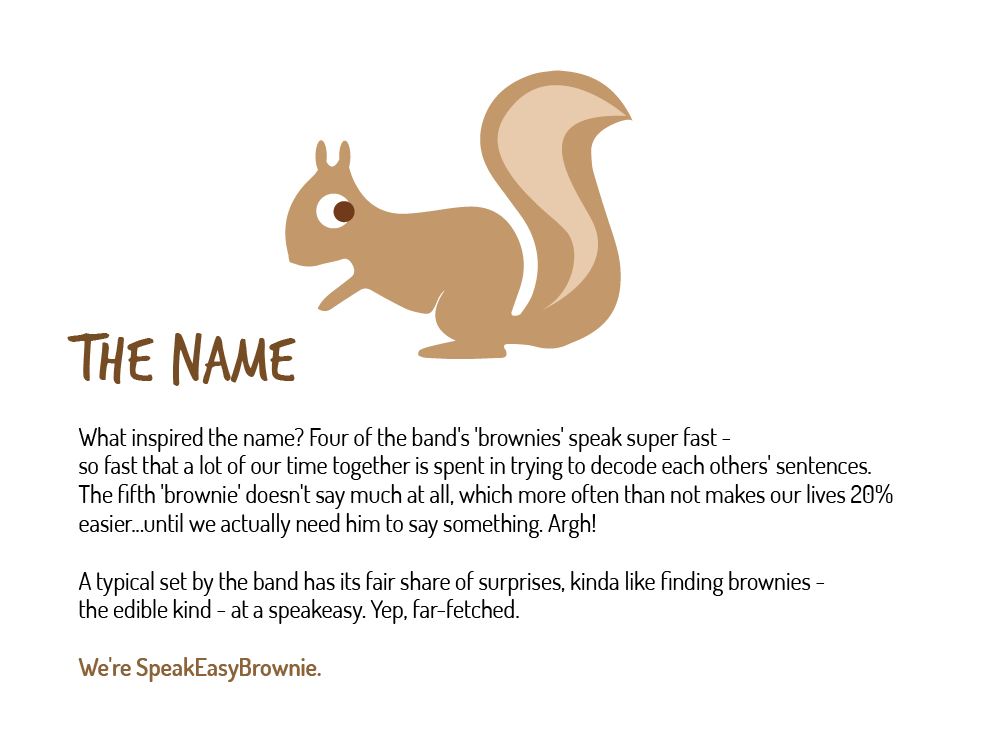 THE NAME
What inspired the name? Four of the band's 'brownies' speak super fast -
so fast that a lot of our time together is spent in trying to decode each others' sentences.
The fifth 'brownie' doesn't say much at all, which more often than not makes our lives 20%
easier...until we actually need him to say something. Argh!
A typical set by the band has its fair share of surprises, kinda like finding brownies -
the edible kind - at a speakeasy. Yep, far-fetched.
We're SpeakEasyBrownie.